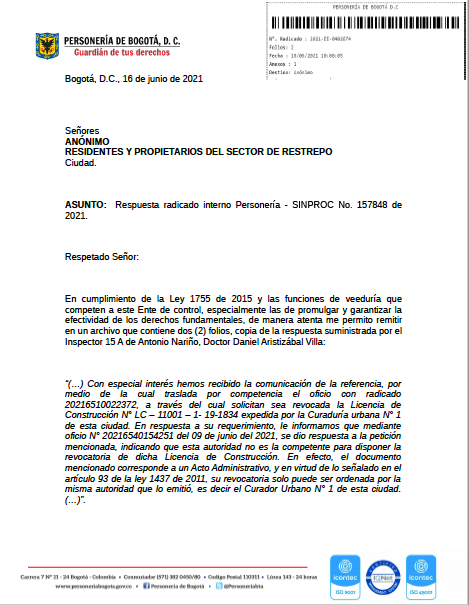 PERSONERÍA DE BOGOTÁ D.C
N°. Radicado : 2021-EE-0402874
Folios: 2
Fecha : 18/06/2021 10:00:05
Anexos : 1
Destino: Anónimo
PERSONERÍA DE BOGOTÁ, D. C.
Guardián de tus derechos
Bogotá, D.C., 16 de junio de 2021
Señores
ANÓNIMO
RESIDENTES Y PROPIETARIOS DEL SECTOR DE RESTREPO
Ciudad.
ASUNTO: Respuesta radicado interno Personería - SINPROC No. 157848 de
2021.
Respetado Señor:
En cumplimiento de la Ley 1755 de 2015 y las funciones de veeduría que
competen a este Ente de control, especialmente las de promulgar y garantizar la
efectividad de los derechos fundamentales, de manera atenta me permito remitir
en un archivo que contiene dos (2) folios, copia de la respuesta suministrada por el
Inspector 15 A de Antonio Nariño, Doctor Daniel Aristizábal Villa:
“(…) Con especial interés hemos recibido la comunicación de la referencia, por
medio de la cual traslada por competencia el oficio con radicado
20216510022372, a través del cual solicitan sea revocada la Licencia de
Construcción N° LC – 11001 – 1- 19-1834 expedida por la Curaduría urbana N° 1
de esta ciudad. En respuesta a su requerimiento, le informamos que mediante
oficio N° 20216540154251 del 09 de junio del 2021, se dio respuesta a la petición
mencionada, indicando que esta autoridad no es la competente para disponer la
revocatoria de dicha Licencia de Construcción. En efecto, el documento
mencionado corresponde a un Acto Administrativo, y en virtud de lo señalado en el
artículo 93 de la ley 1437 de 2011, su revocatoria solo puede ser ordenada por la
misma autoridad que lo emitió, es decir el Curador Urbano N° 1 de esta ciudad.
(…)”.
Carrera 7 N° 21 - 24 Bogotá - Colombia • Conmutador (571) 382 0450/80 • Codigo Postal 110311 • Línea 143 - 24 horas
www.personeriabogota.gov.co • Personería de Bogotá • @Personeriabta
icontec
ISO 9001
CERTIFIED
IQNet
icontec
ISO 45001